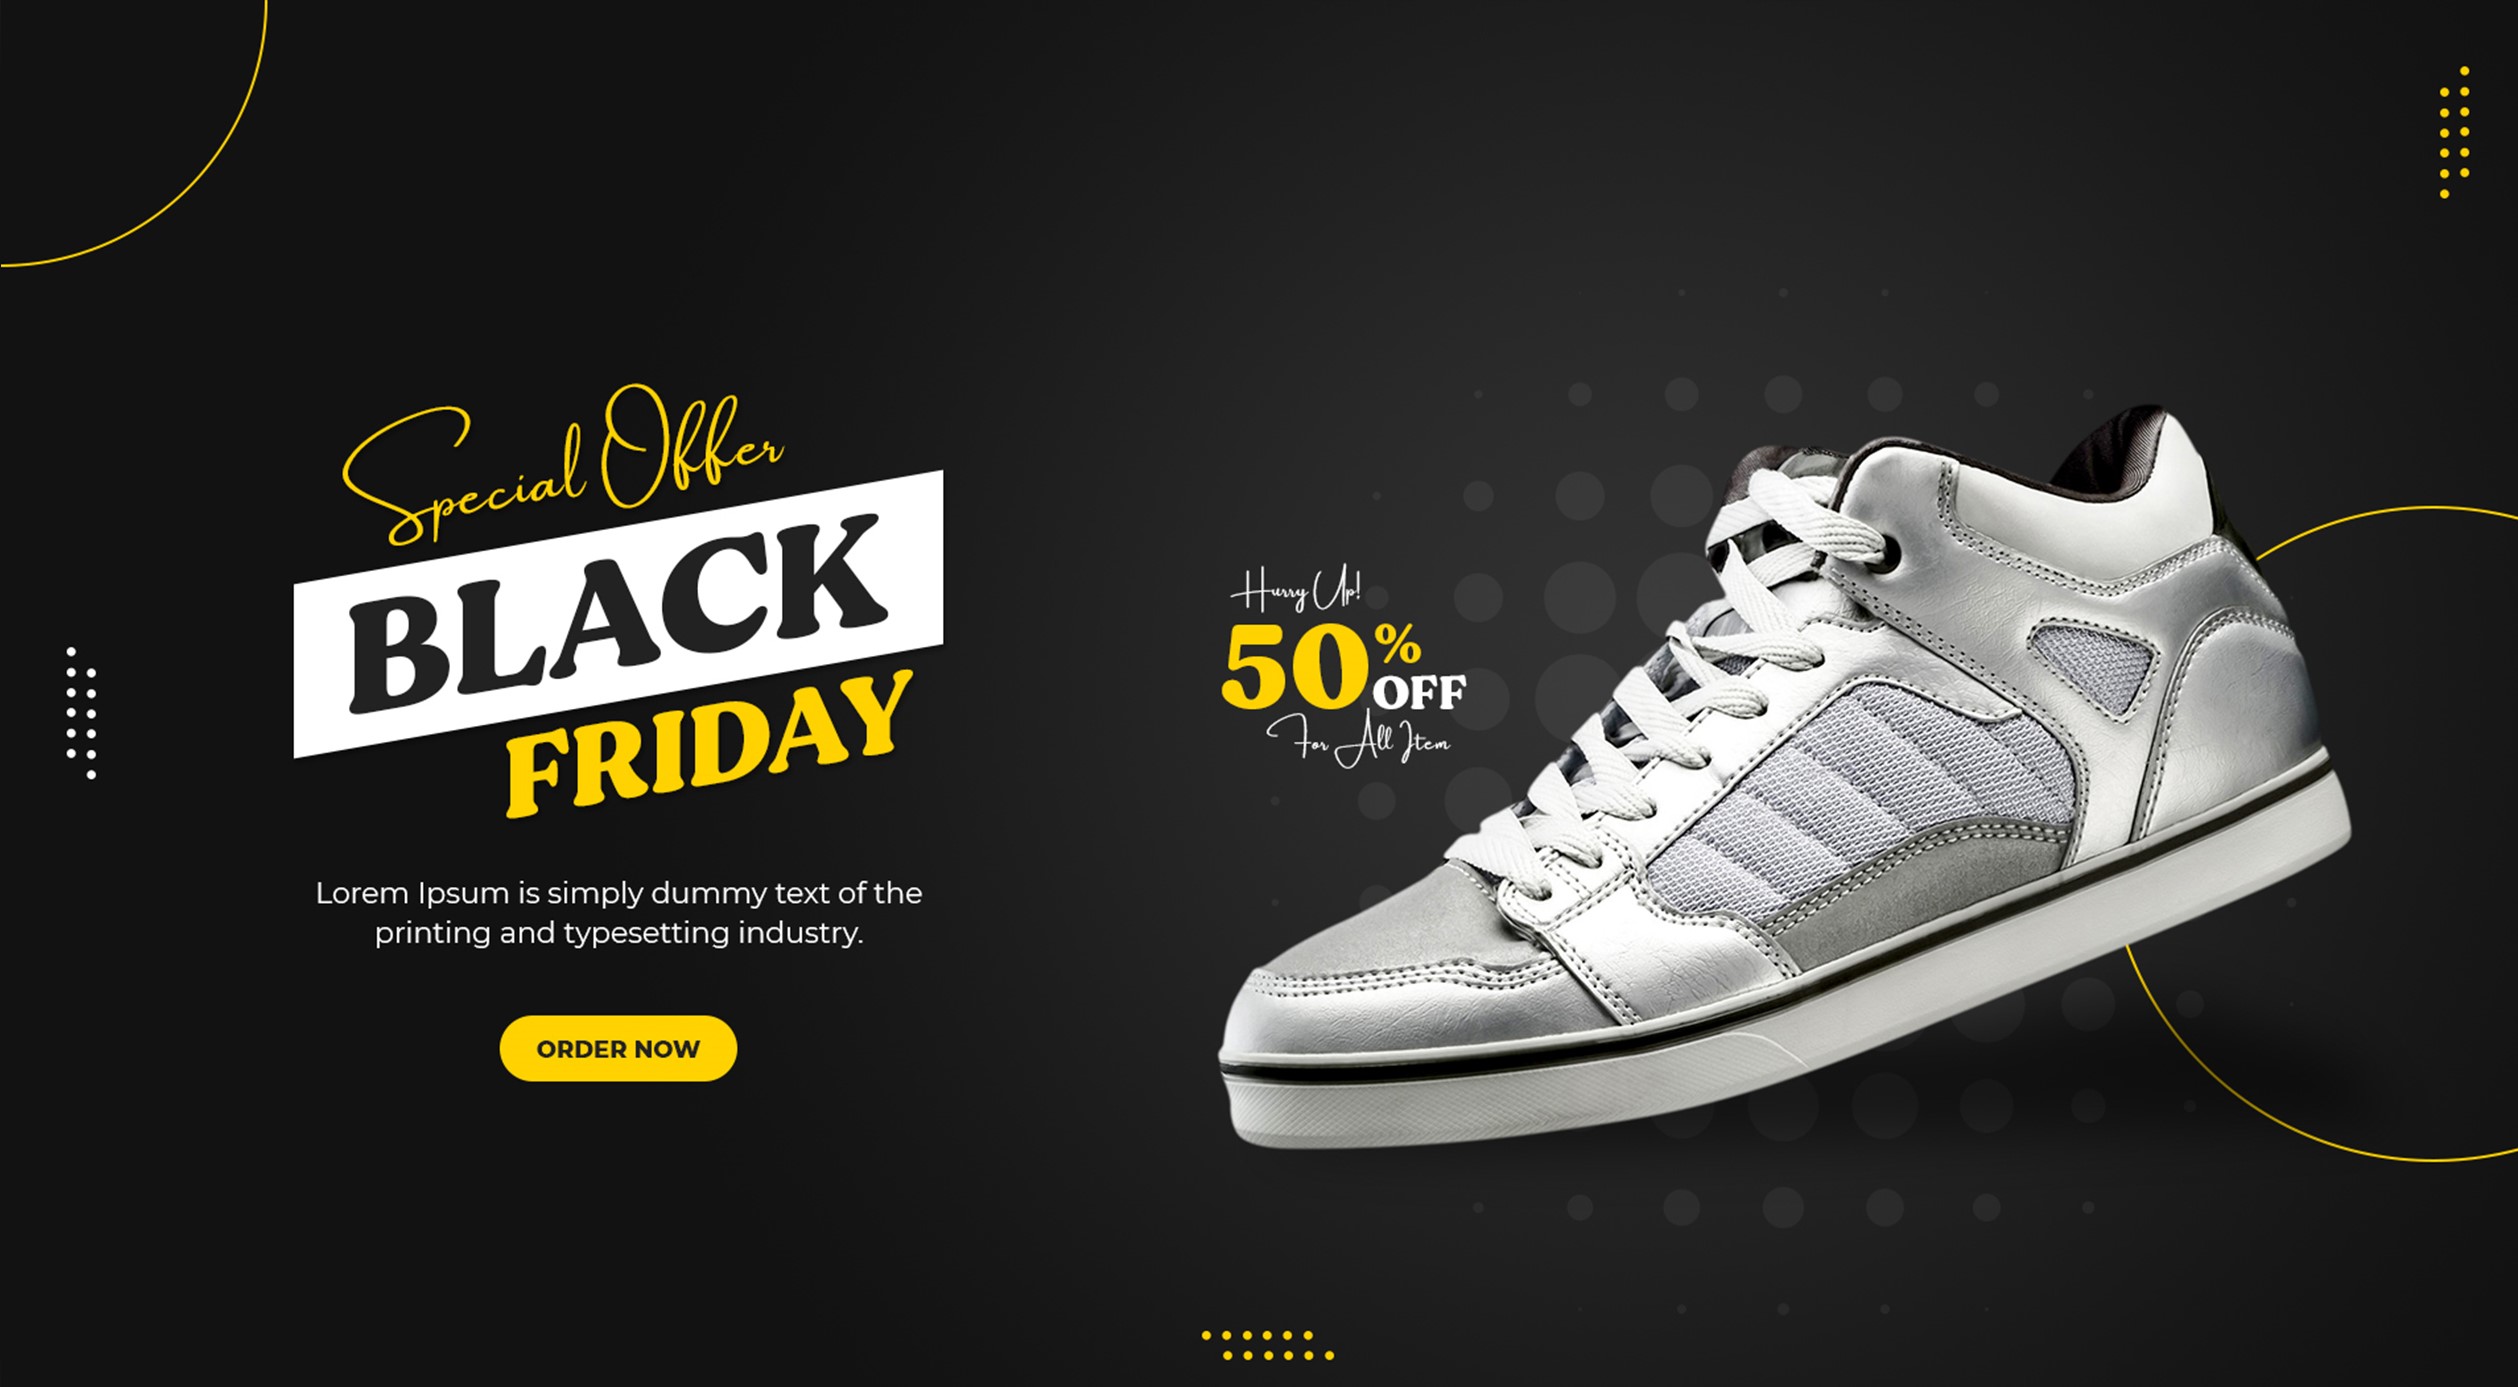 Special Offer
BLACK
FRIDAY
Lorem Ipsum is simply dummy text of the
printing and typesetting industry.
ORDER NOW
Hurry Up!
50%
OFF
For All Item